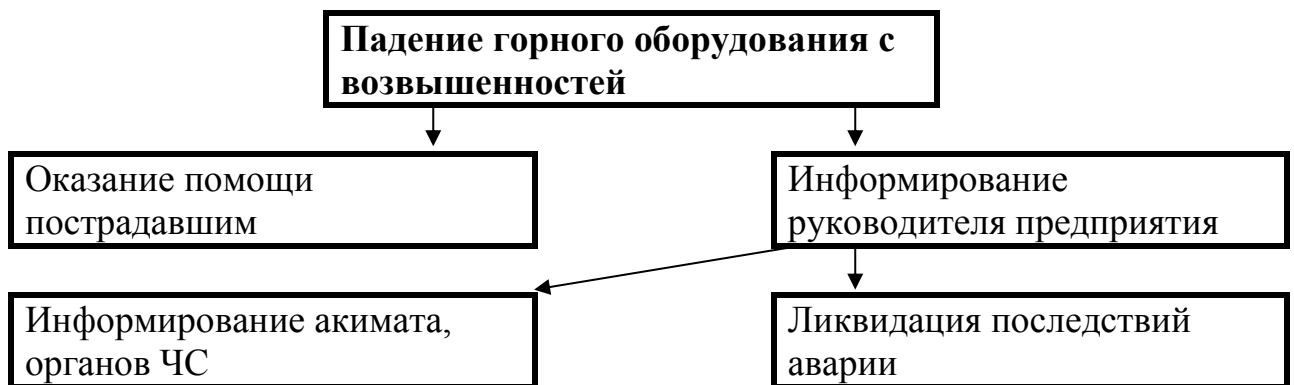 Падение горного оборудования с
возвышенностей
Оказание помощи
пострадавшим
Информирование
руководителя предприятия
Информирование акимата,
органов ЧС
Ликвидация последствий
аварии